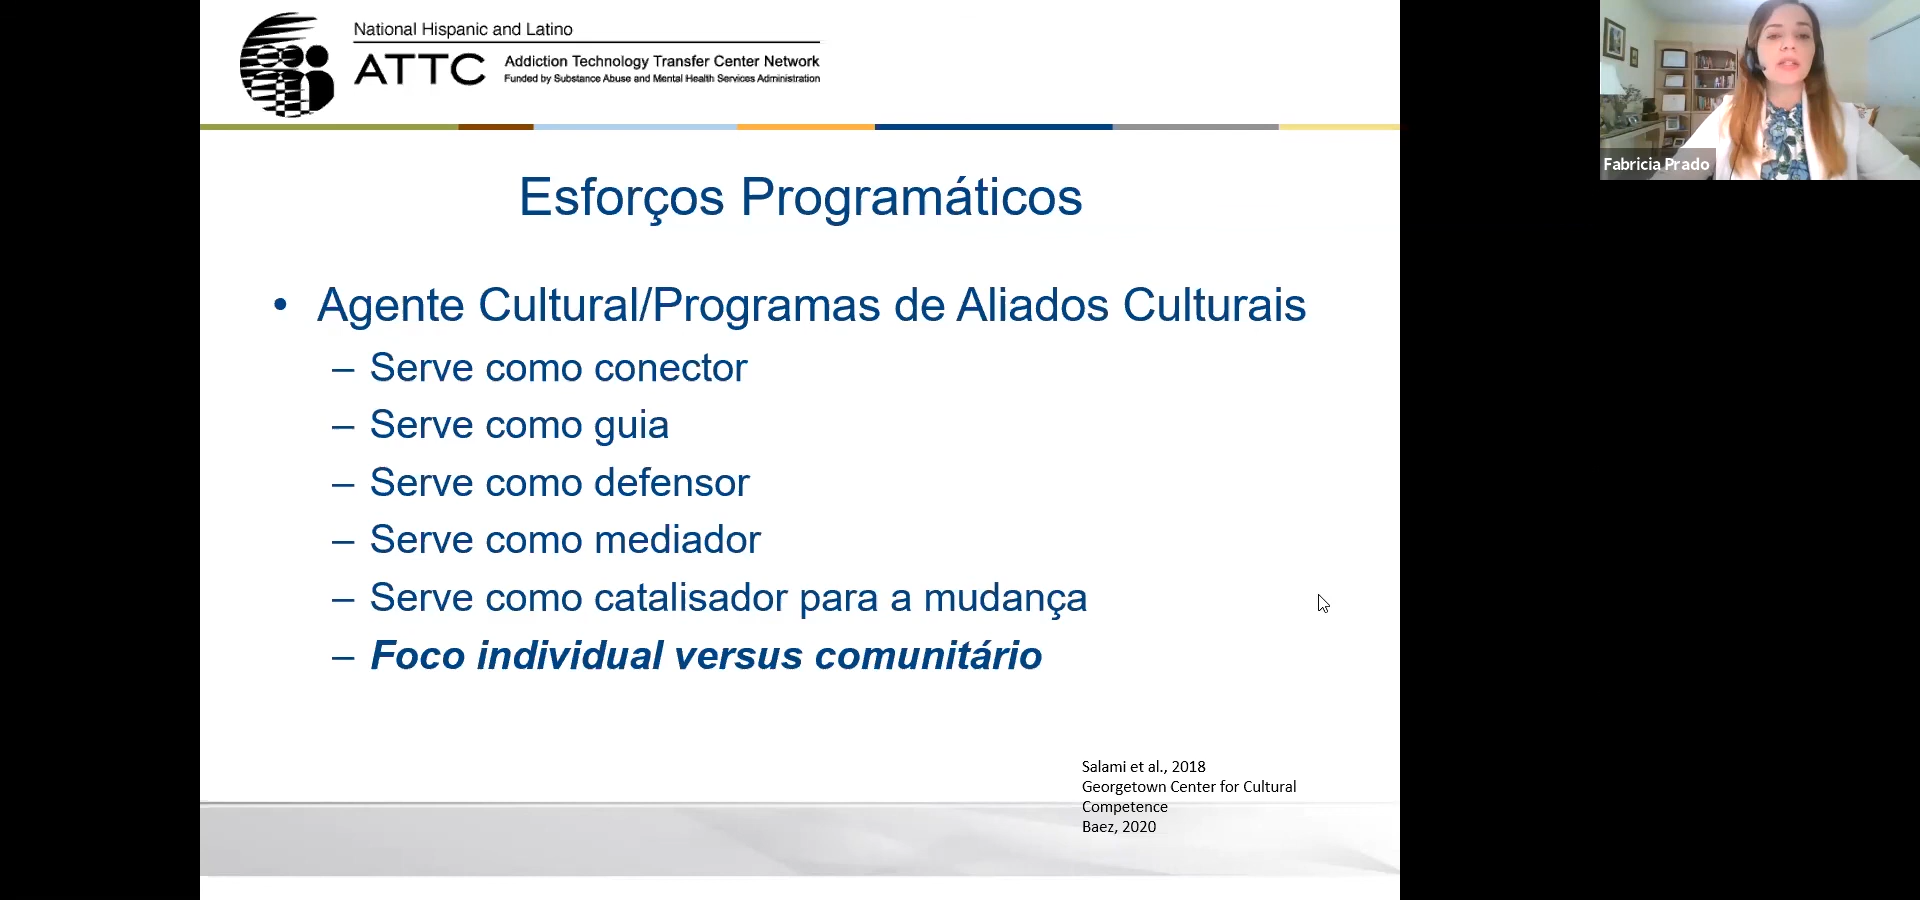 National Hispanic and Latino
ATTC
Addiction Technology Transfer Center Network
Funded by Substance Abuse and Mental Health Services Administration
Fabricia Prado
Esforços Programáticos
• Agente Cultural/Programas de Aliados Culturais
– Serve como conector
– Serve como guia
– Serve como defensor
– Serve como mediador
– Serve como catalisador para a mudança
– Foco individual versus comunitário
Salami et al., 2018
Georgetown Center for Cultural
Competence
Baez, 2020